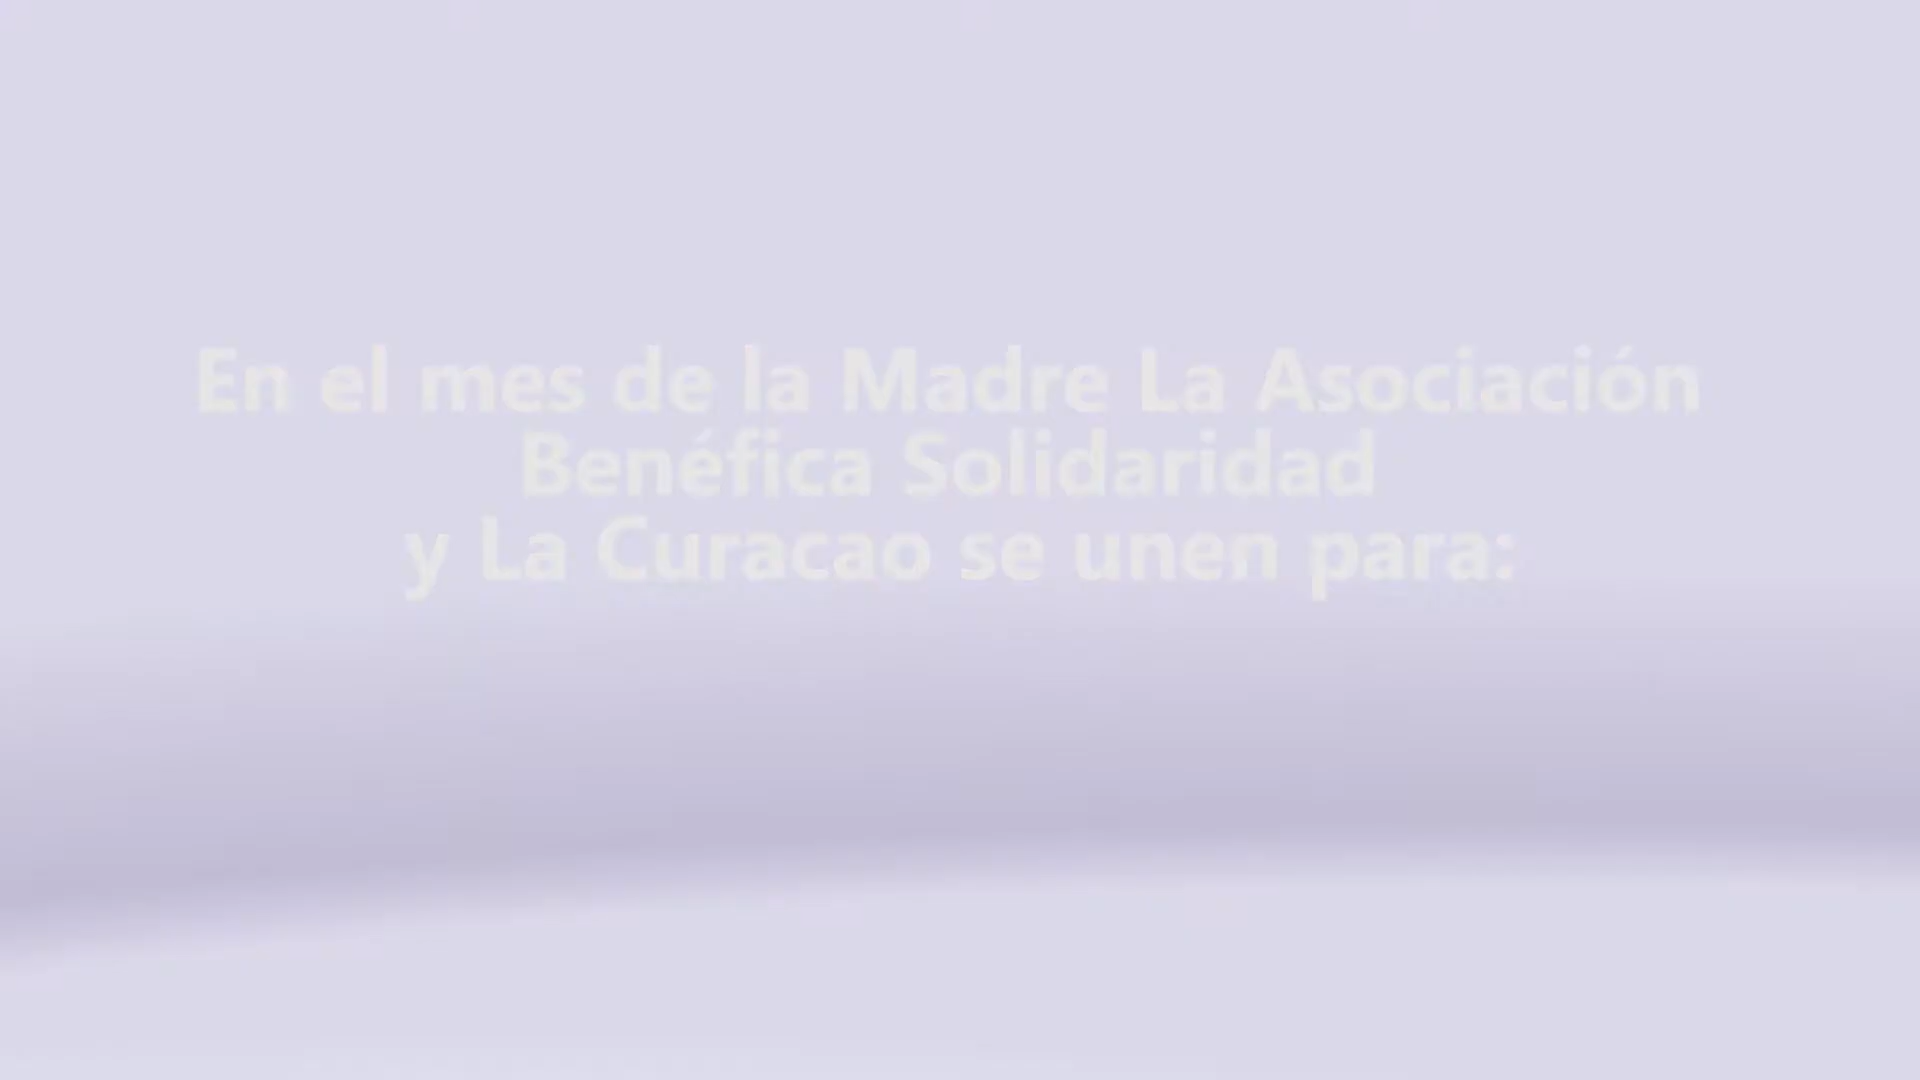 En el mes de la Madre La Asociación
Benéfica Solidaridad
y La Curacao se unen para: